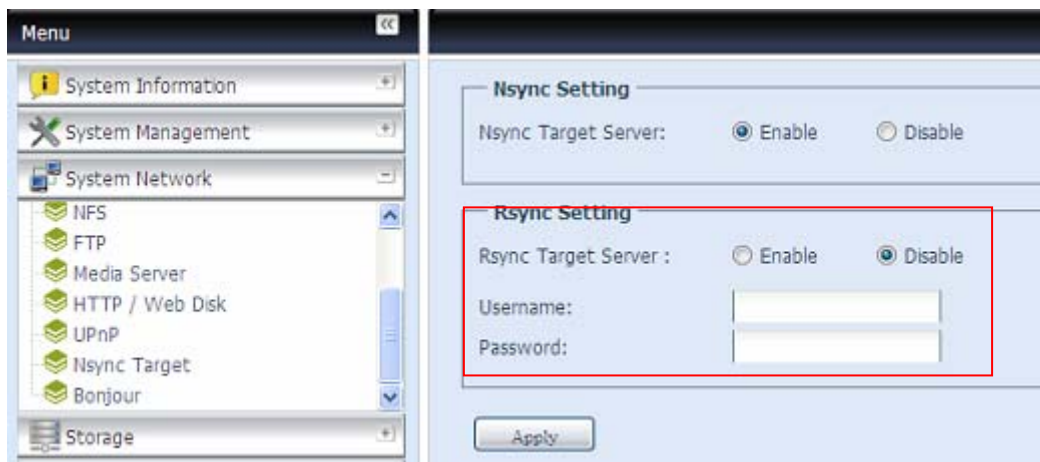 Menu
System Information
System Management
System Network
NFS
FTP
Media Server
HTTP / Web Disk
UPnP
Nsync Target
Bonjour
Storage
Nsync Setting
Nsync Target Server: Enable Disable
Rsync Setting
Rsync Target Server : Enable Disable
Username:
Password:
Apply